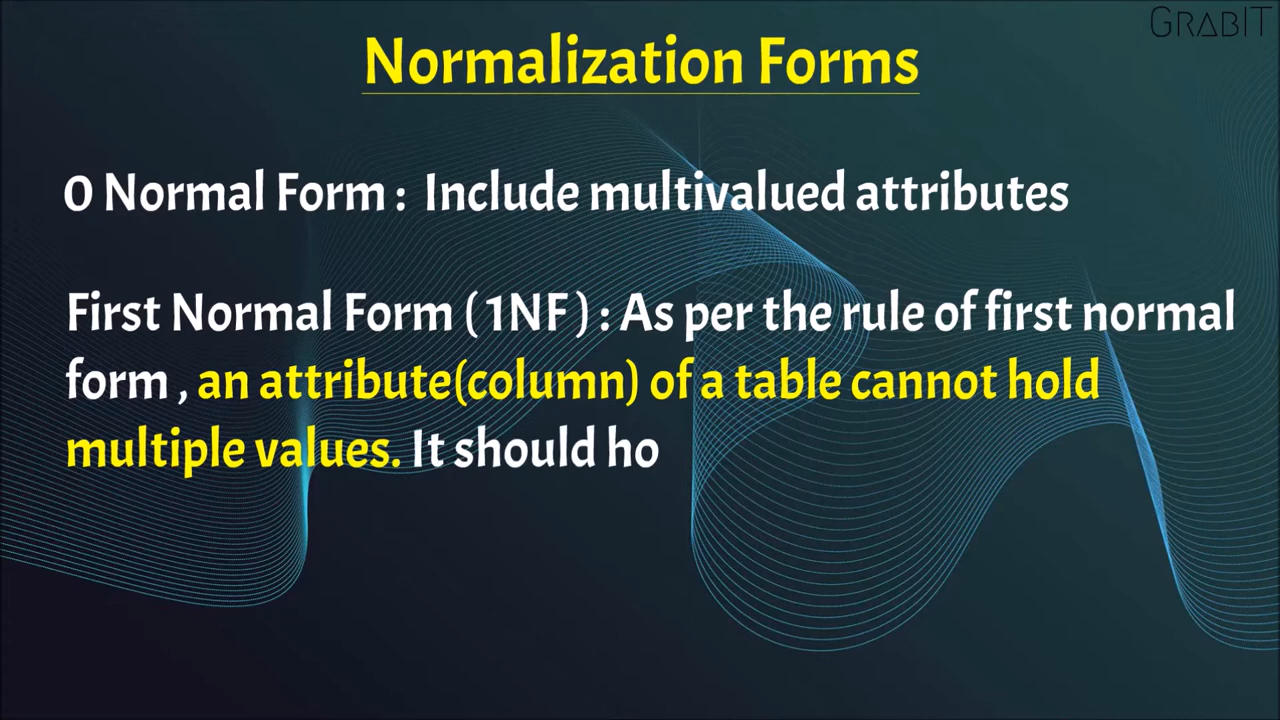 GRABIT
Normalization Forms
0 Normal Form : Include multivalued attributes
First Normal Form ( 1NF ) : As per the rule of first normal
form , an attribute(column) of a table cannot hold
multiple values. It should ho